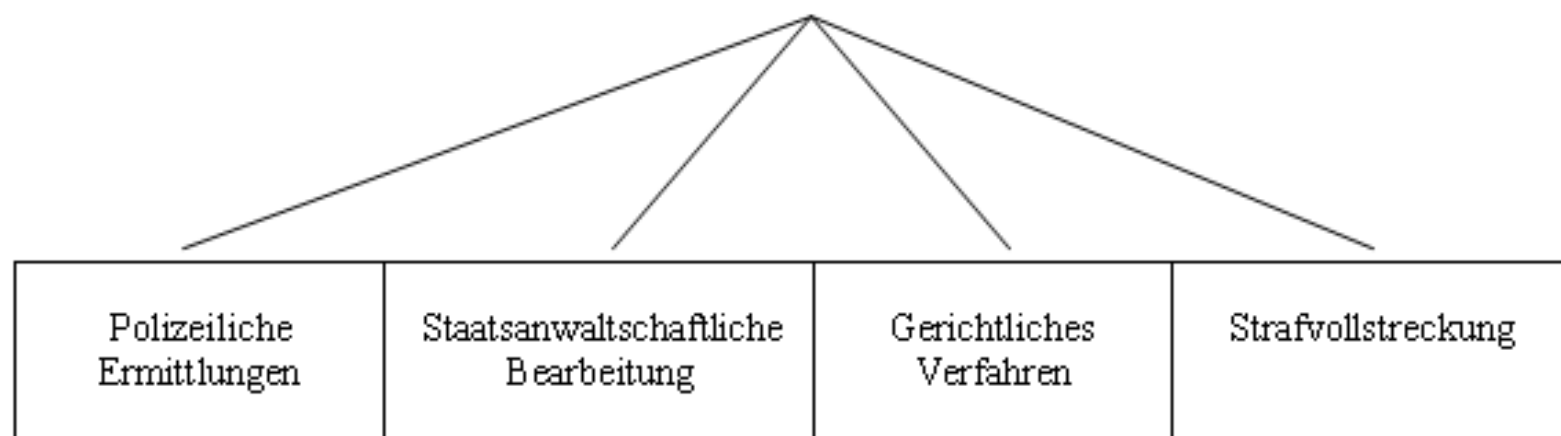 Polizeiliche
Ermittlungen
Staatsanwaltschaftliche
Bearbeitung
Gerichtliches
Verfahren
Strafvollstreckung